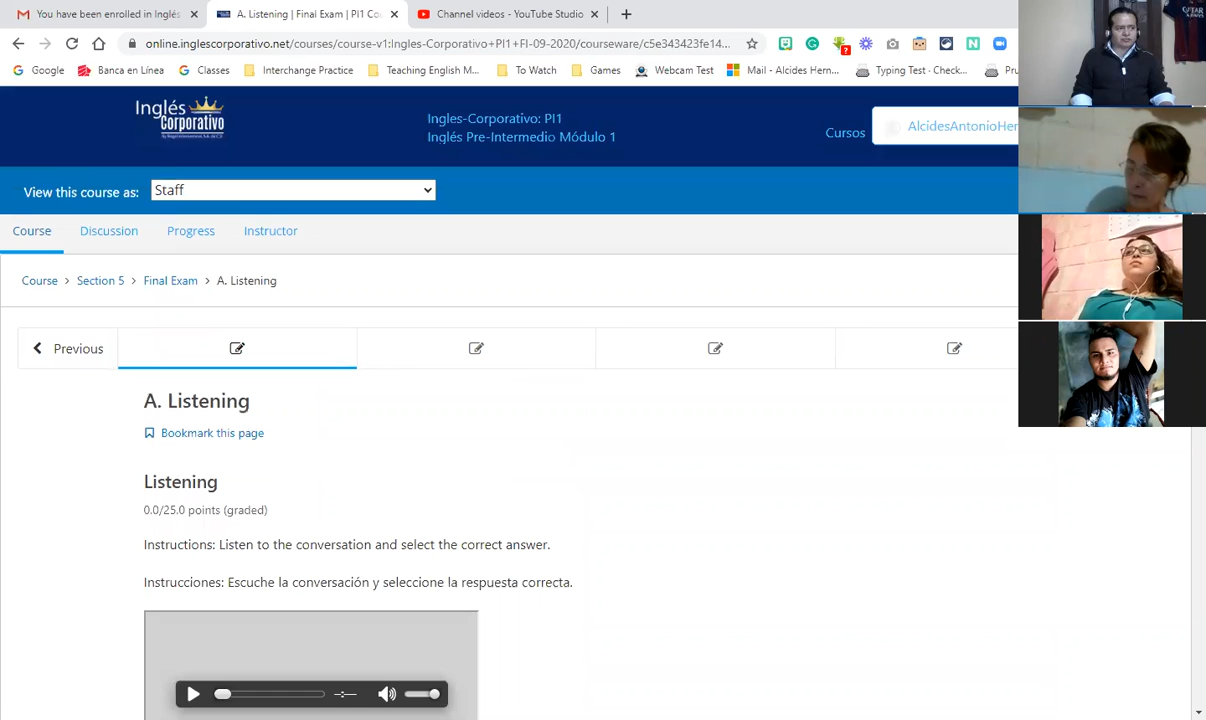 You have been enrolled in Inglés
A. Listening | Final Exam | PI1 Co
Channel videos - YouTube Studio
online.inglescorporativo.net/courses/course-v1:Ingles-Corporativo+PI1+FI-09-2020/courseware/c5e343423fe14...
Google
Banca en Línea
Classes
Interchange Practice
Teaching English M...
To Watch
Games
Webcam Test
Mail - Alcides Hern...
Typing Test · Check...
Pru
Inglés
Corporativo
Ingles-Corporativo: PI1
Inglés Pre-Intermedio Módulo 1
Cursos
AlcidesAntonioHer
View this course as:
Staff
Course
Discussion
Progress
Instructor
Course > Section 5 > Final Exam > A. Listening
Previous
A. Listening
Bookmark this page
Listening
0.0/25.0 points (graded)
Instructions: Listen to the conversation and select the correct answer.
Instrucciones: Escuche la conversación y seleccione la respuesta correcta.
-:--